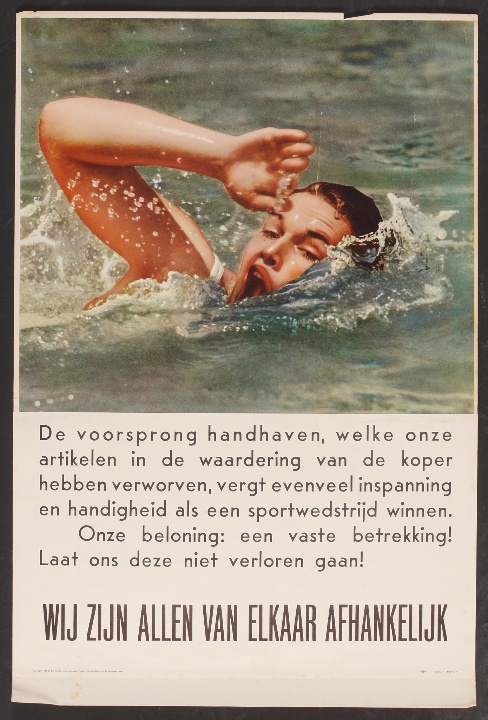 De voorsprong handhaven, welke onze
artikelen in de waardering van de koper
hebben verworven, vergt evenveel inspanning
en handigheid als een sportwedstrijd winnen.
Onze beloning: een vaste betrekking!
Laat ons deze niet verloren gaan!
WIJ ZIJN ALLEN VAN ELKAAR AFHANKELIJK